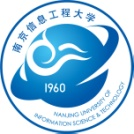 南京信息工程大学
1960
NANJING UNIVERSITY OF
INFORMATION SCIENCE & TECHNOLOGY